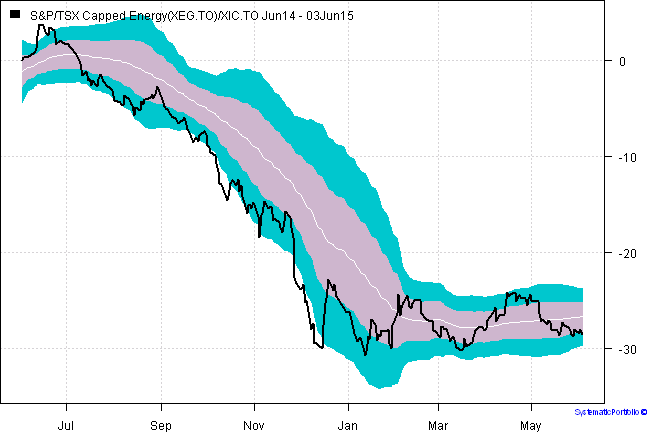 S&P/TSX Capped Energy(XEG.TO)/XIC.TO Jun14 - 03Jun15
0
-10
-20
-30
Jul Sep Nov Jan Mar May
SystematicPortfolio ©